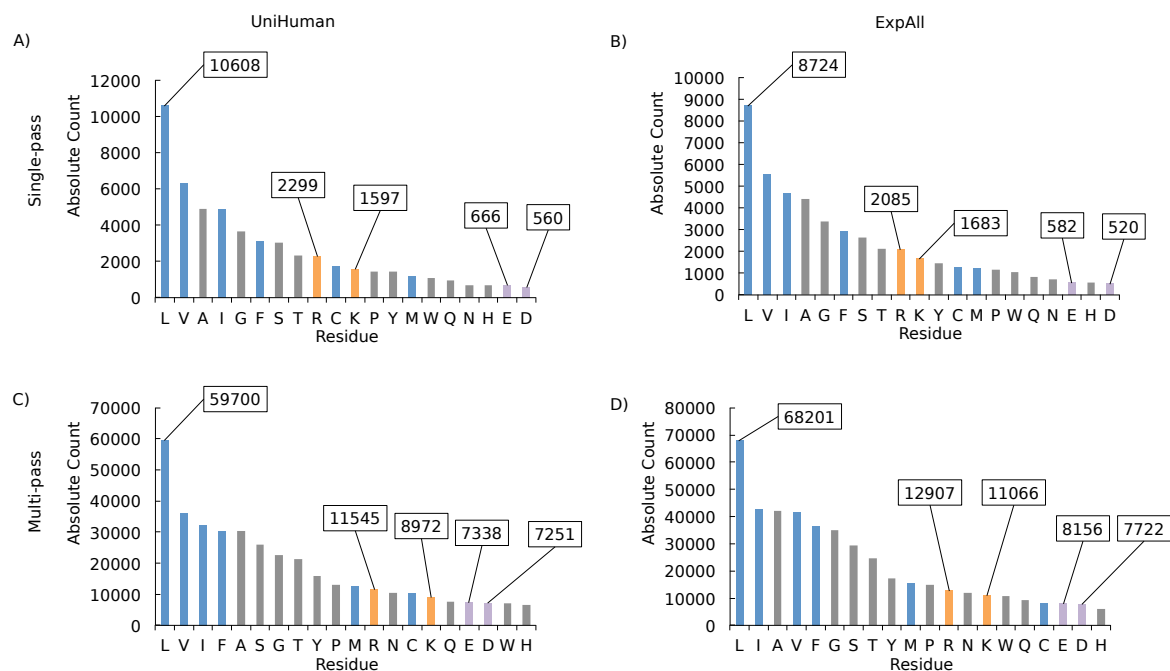 UniHuman
ExpAll
A)
Single-pass
Absolute Count
12000
10000
8000
6000
4000
2000
0
10608
2299
1597
666
560
L V A I G F S T R C K P Y M W Q N H E D
Residue
B)
Absolute Count
10000
9000
8000
7000
6000
5000
4000
3000
2000
1000
0
8724
2085
1683
582
520
L V I A G F S T R K Y C M P W Q N E H D
Residue
C)
Multi-pass
Absolute Count
70000
60000
50000
40000
30000
20000
10000
0
59700
11545
8972
7338
7251
L V I F A S G T Y P M R N C K Q E D W H
Residue
D)
Absolute Count
80000
70000
60000
50000
40000
30000
20000
10000
0
68201
12907
11066
8156
7722
L I A V F G S T Y M P R N K W Q C E D H
Residue